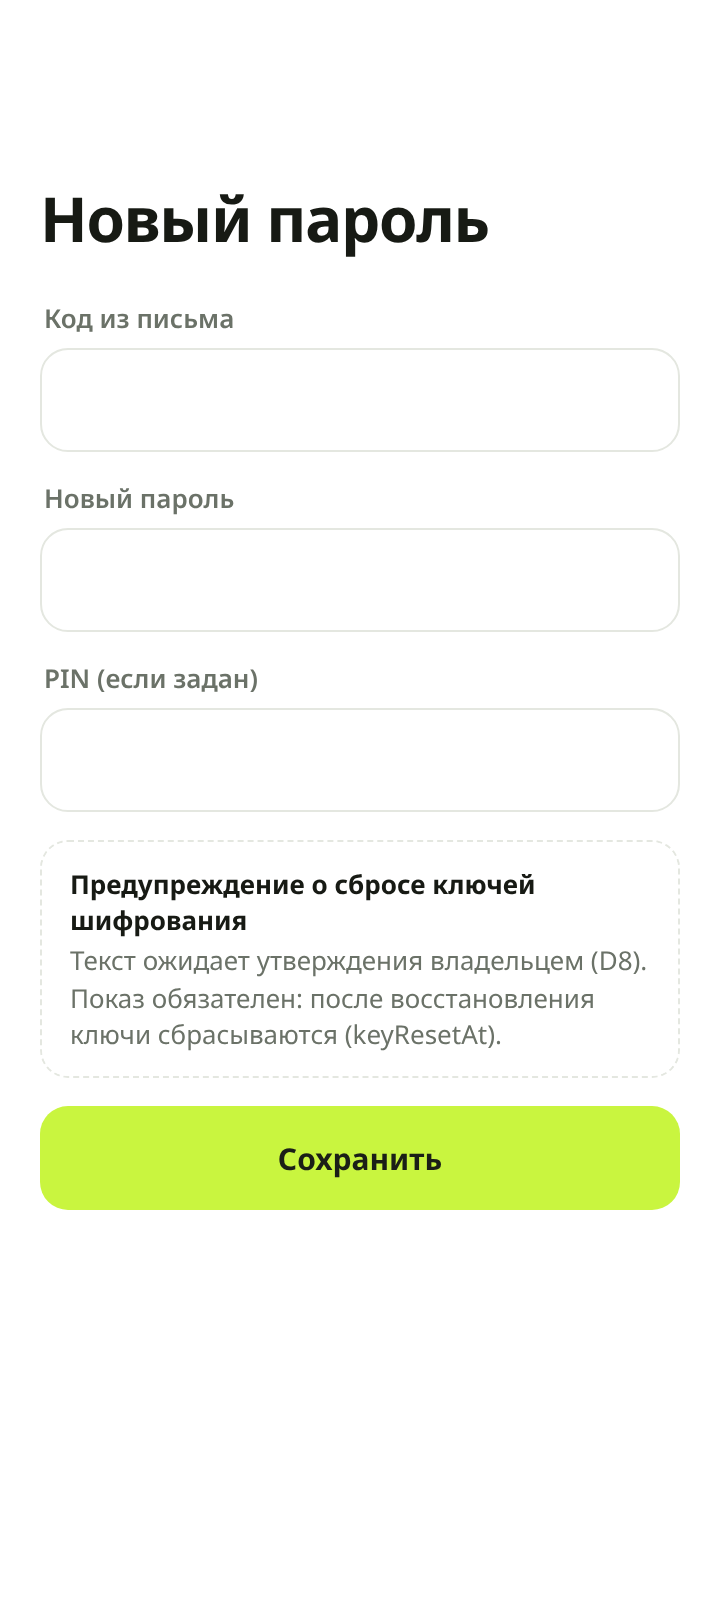 Новый пароль
Код из письма
Новый пароль
PIN (если задан)
Предупреждение о сбросе ключей
шифрования
Текст ожидает утверждения владельцем (D8).
Показ обязателен: после восстановления
ключи сбрасываются (keyResetAt).
Сохранить